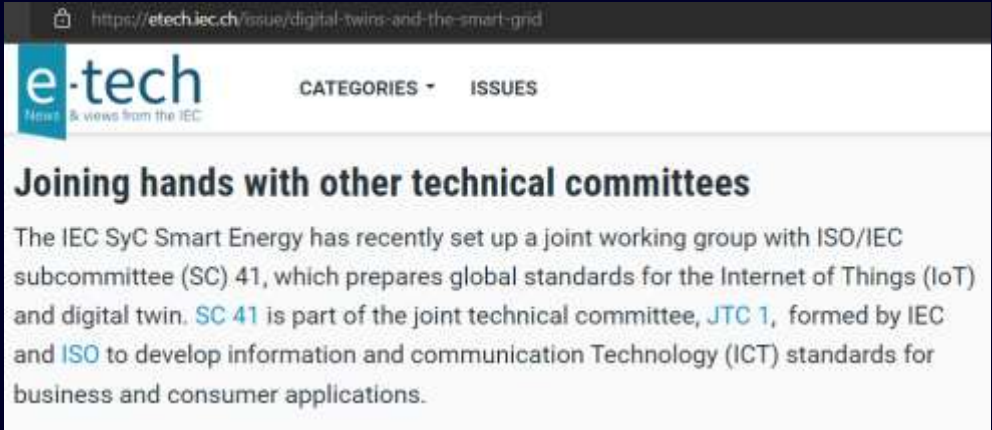 https://etech.iec.ch/issue/digital-twins-and-the-smart-grid
e-tech
News & views from the IEC
CATEGORIES ISSUES
Joining hands with other technical committees
The IEC SyC Smart Energy has recently set up a joint working group with ISO/IEC
subcommittee (SC) 41, which prepares global standards for the Internet of Things (IoT)
and digital twin. SC 41 is part of the joint technical committee, JTC 1, formed by IEC
and ISO to develop information and communication Technology (ICT) standards for
business and consumer applications.